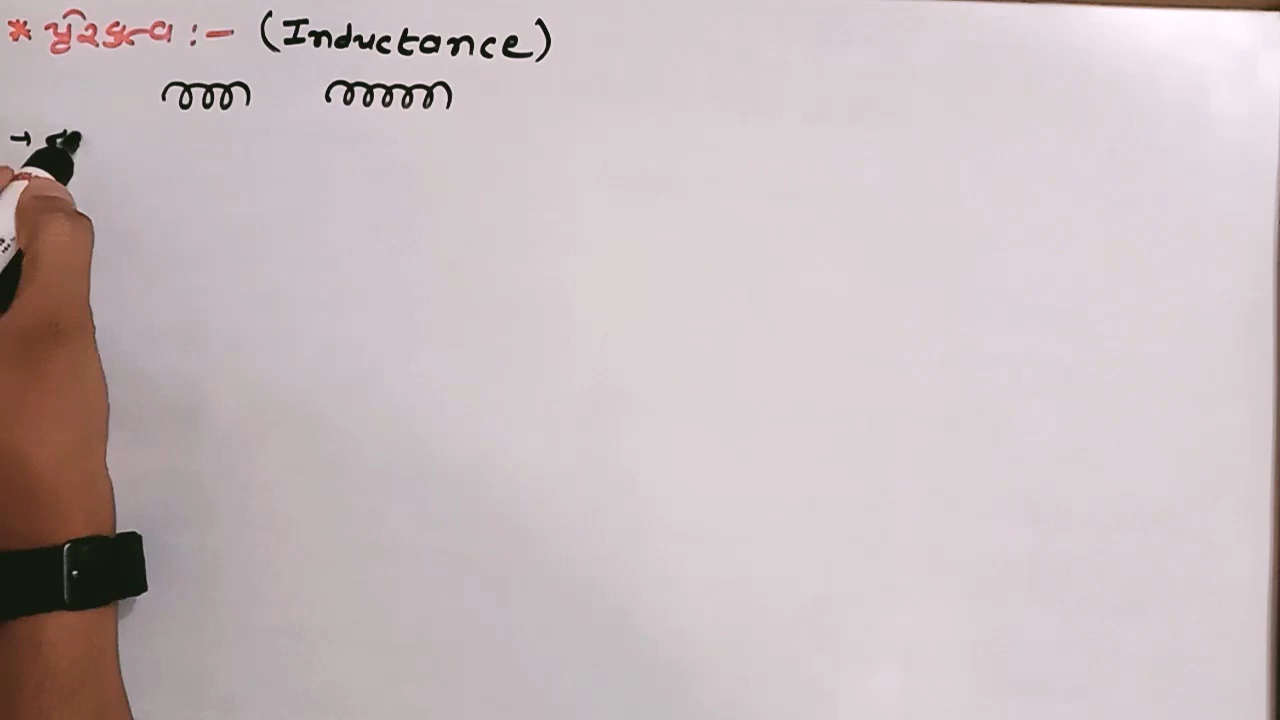 * પ્રેરકત્વ :- (Inductance)
→